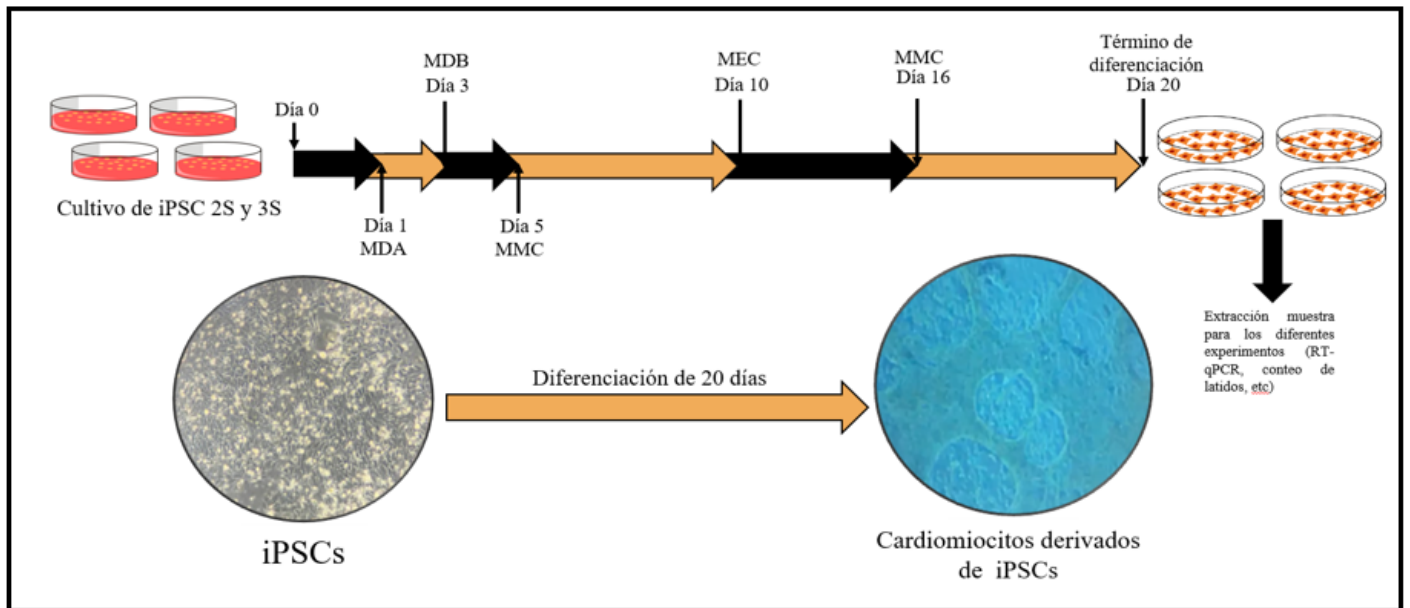 Cultivo de iPSC 2S y 3S
Día 0
Día 1
MDA
MDB
Día 3
Día 5
MMC
MEC
Día 10
MMC
Día 16
Término de
diferenciación
Día 20
Extracción muestra
para los diferentes
experimentos (RT-
qPCR, conteo de
latidos, etc)
iPSCs
Diferenciación de 20 días
Cardiomiocitos derivados
de iPSCs